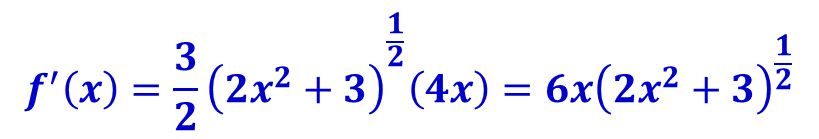 f′(x) = 3/2 (2x² + 3)^(1/2) (4x) = 6x(2x² + 3)^(1/2)